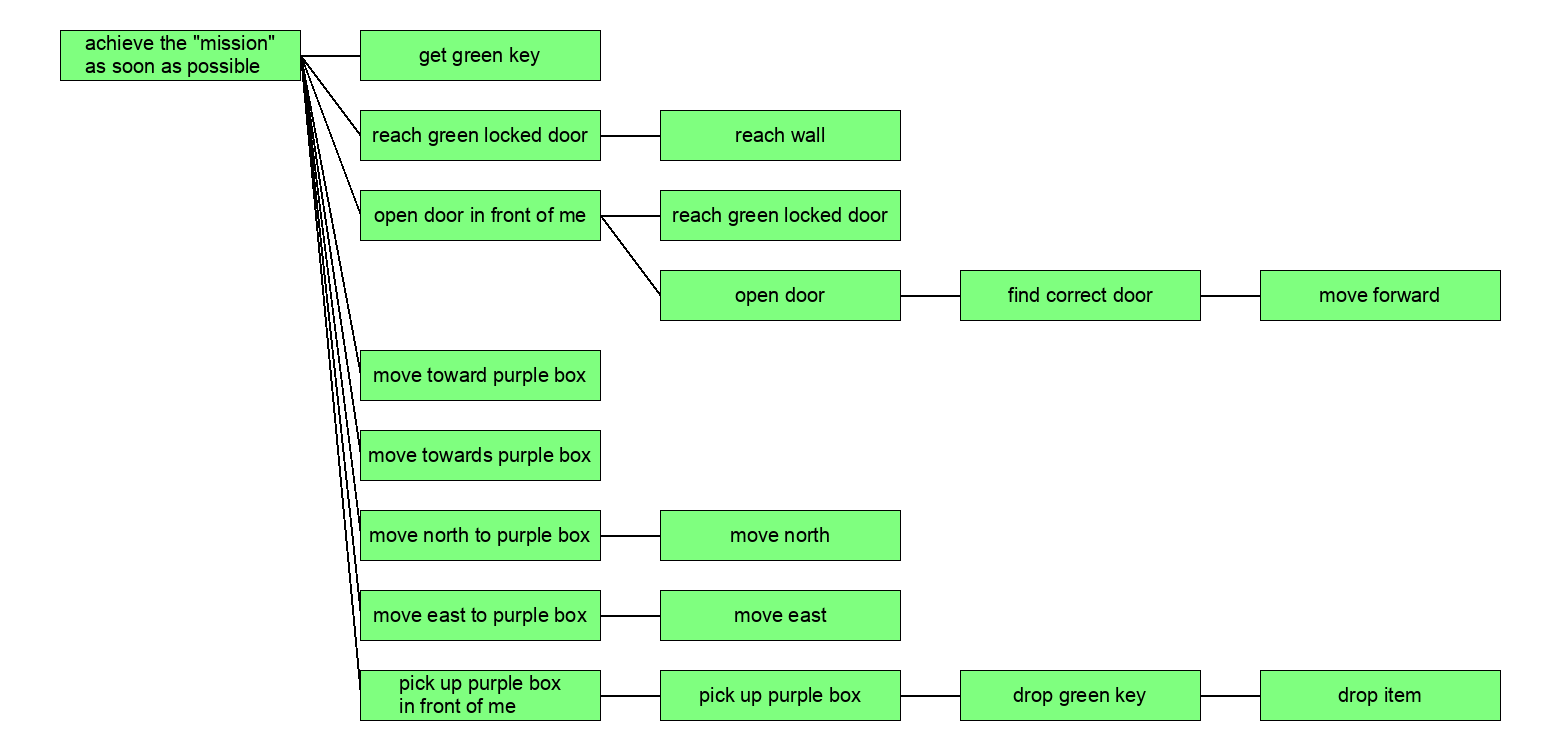 achieve the "mission"
as soon as possible
get green key
reach green locked door
reach wall
open door in front of me
reach green locked door
open door
find correct door
move forward
move toward purple box
move towards purple box
move north to purple box
move north
move east to purple box
move east
pick up purple box
in front of me
pick up purple box
drop green key
drop item